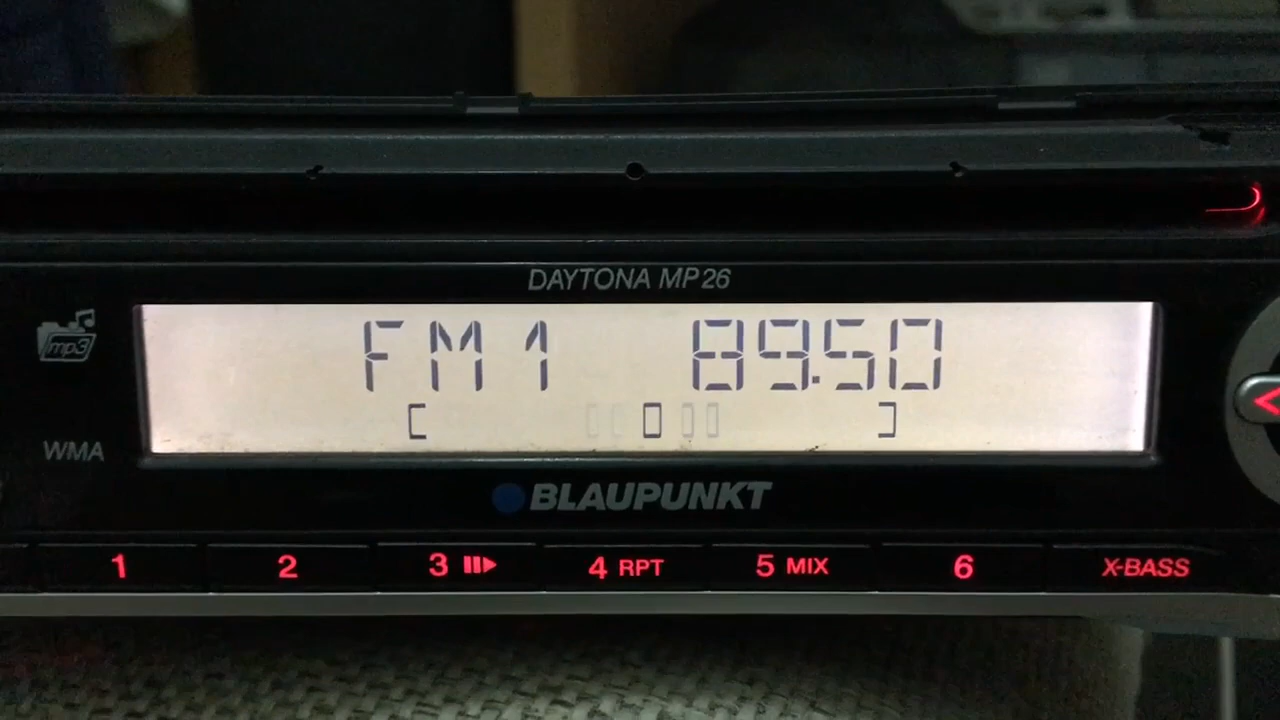 DAYTONA MP26
mp3
FM1 89.50
WMA
BLAUPUNKT
1 2 3 4 RPT 5 MIX 6 X-BASS